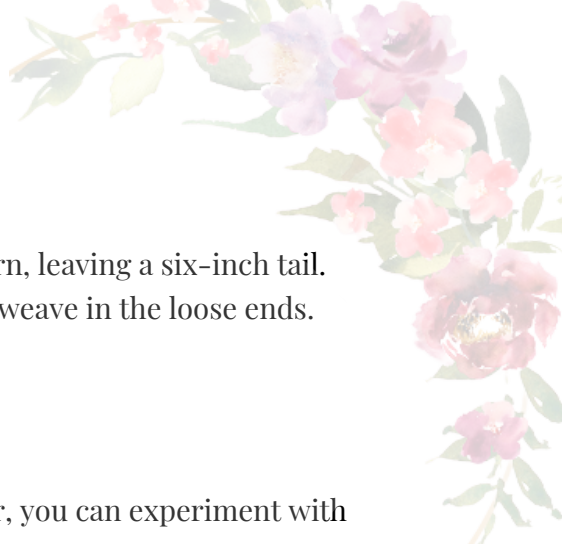 rn, leaving a six-inch tail.
weave in the loose ends.
r, you can experiment with